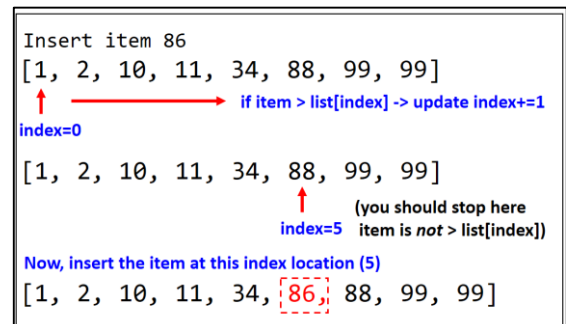 Insert item 86
[1, 2, 10, 11, 34, 88, 99, 99]
if item > list[index] -> update index+=1
index=0
[1, 2, 10, 11, 34, 88, 99, 99]
(you should stop here
index=5 item is not > list[index])
Now, insert the item at this index location (5)
[1, 2, 10, 11, 34, 86, 88, 99, 99]